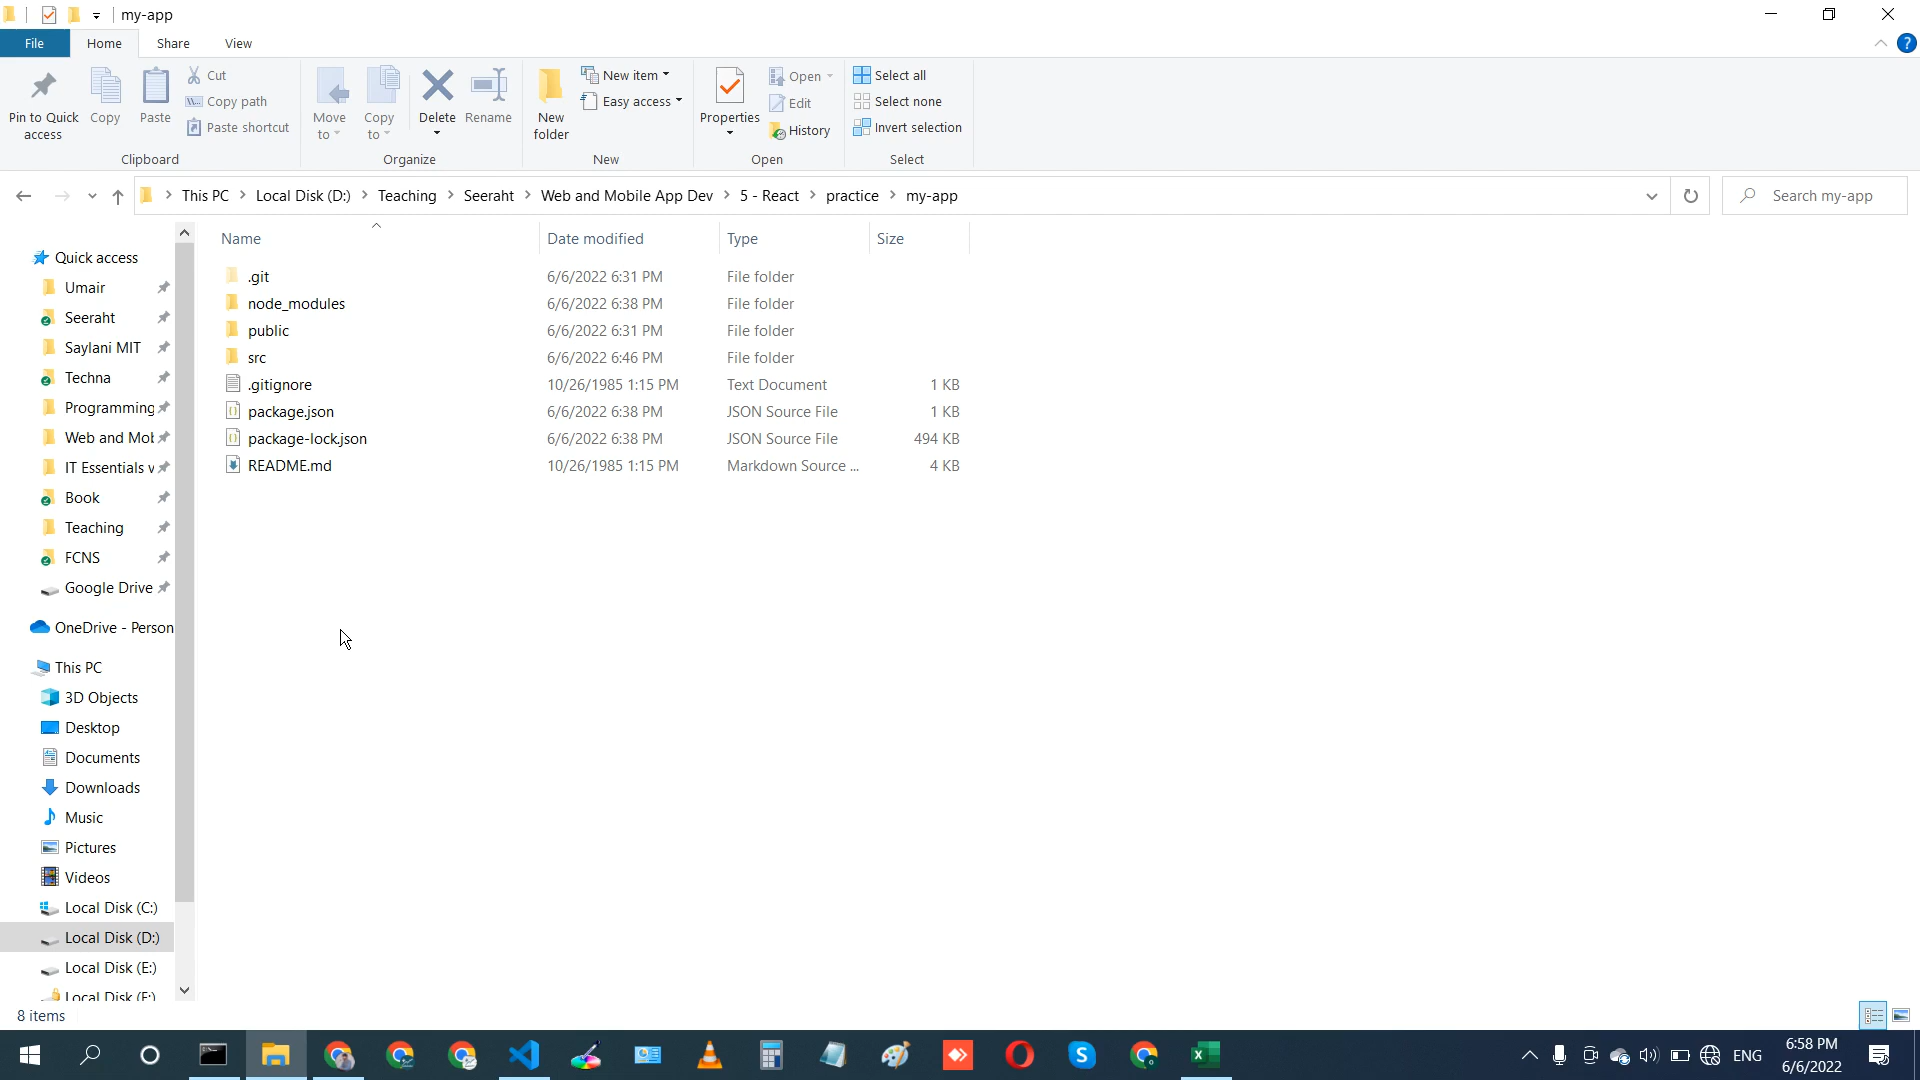 my-app
File Home Share View
Pin to Quick access
Copy
Paste
Cut
Copy path
Paste shortcut
Clipboard
Move to
Copy to
Delete
Rename
Organize
New folder
New item
Easy access
New
Properties
Open
Edit
History
Open
Select all
Select none
Invert selection
Select
This PC > Local Disk (D:) > Teaching > Seeraht > Web and Mobile App Dev > 5 - React > practice > my-app
Search my-app
Name Date modified Type Size
.git 6/6/2022 6:31 PM File folder
node_modules 6/6/2022 6:38 PM File folder
public 6/6/2022 6:31 PM File folder
src 6/6/2022 6:46 PM File folder
.gitignore 10/26/1985 1:15 PM Text Document 1 KB
package.json 6/6/2022 6:38 PM JSON Source File 1 KB
package-lock.json 6/6/2022 6:38 PM JSON Source File 494 KB
README.md 10/26/1985 1:15 PM Markdown Source ... 4 KB
Quick access
Umair
Seeraht
Saylani MIT
Techna
Programming
Web and Mob
IT Essentials v
Book
Teaching
FCNS
Google Drive
OneDrive - Person
This PC
3D Objects
Desktop
Documents
Downloads
Music
Pictures
Videos
Local Disk (C:)
Local Disk (D:)
Local Disk (E:)
Local Disk (F:)
8 items
ENG
6:58 PM
6/6/2022